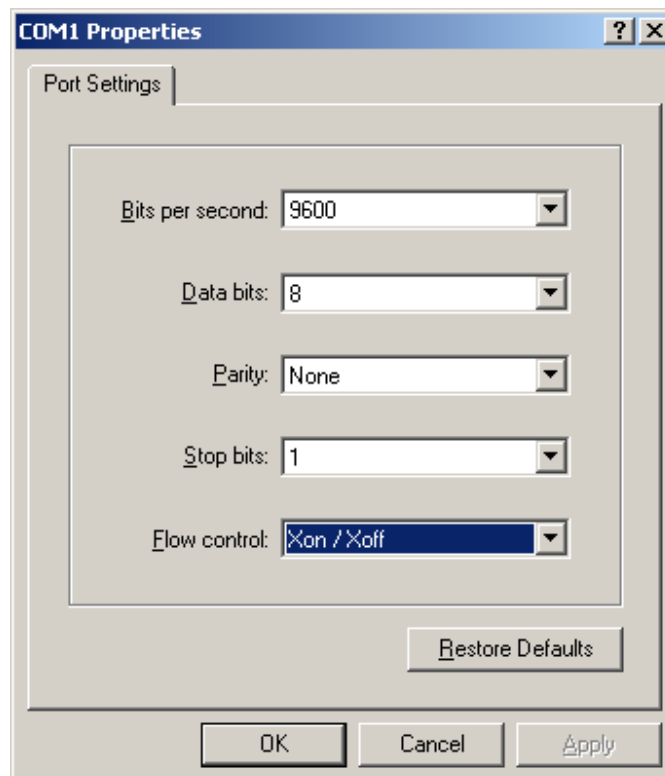 COM1 Properties
Port Settings
Bits per second: 9600
Data bits: 8
Parity: None
Stop bits: 1
Flow control: Xon / Xoff
Restore Defaults
OK Cancel Apply